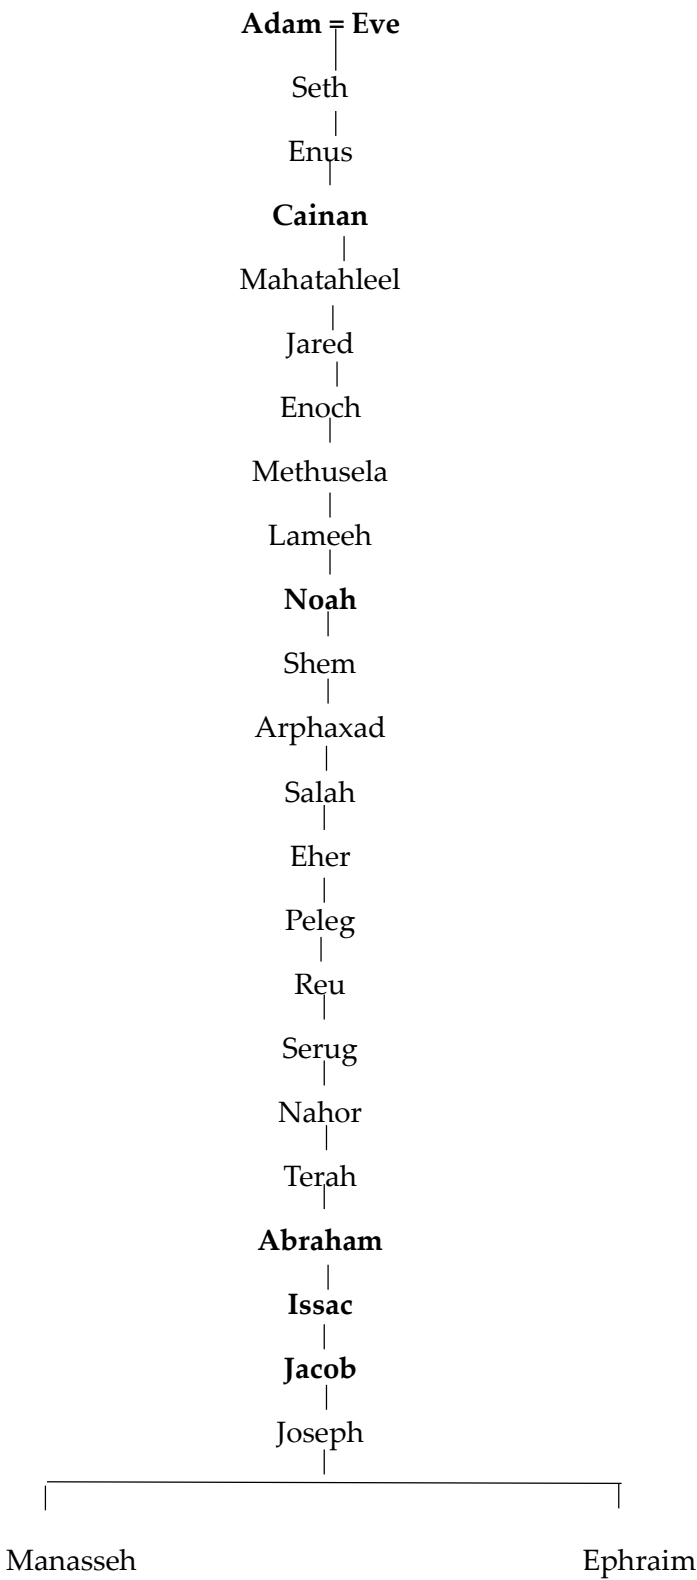 Adam = Eve
Seth
Enus
Cainan
Mahatahleel
Jared
Enoch
Methusela
Lameeh
Noah
Shem
Arphaxad
Salah
Eher
Peleg
Reu
Serug
Nahor
Terah
Abraham
Issac
Jacob
Joseph
Manasseh Ephraim